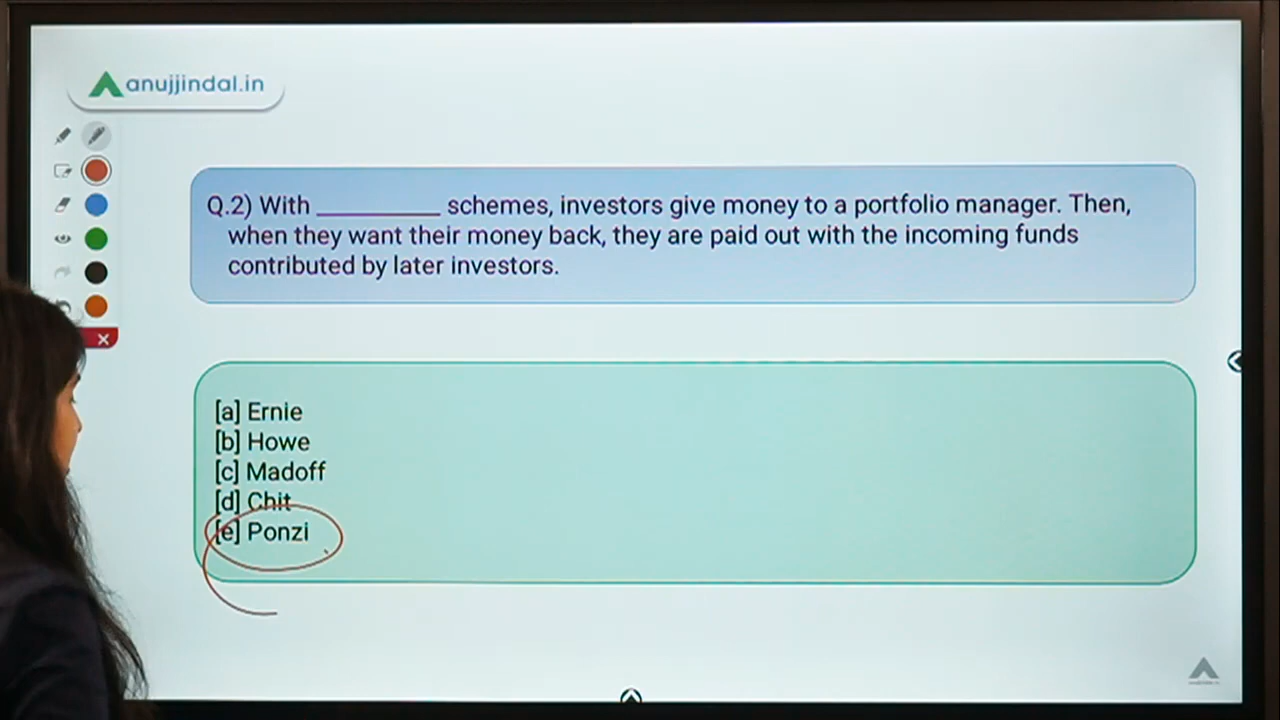 anujjindal.in
Q.2) With _________ schemes, investors give money to a portfolio manager. Then,
when they want their money back, they are paid out with the incoming funds
contributed by later investors.
[a] Ernie
[b] Howe
[c] Madoff
[d] Chit
[e] Ponzi